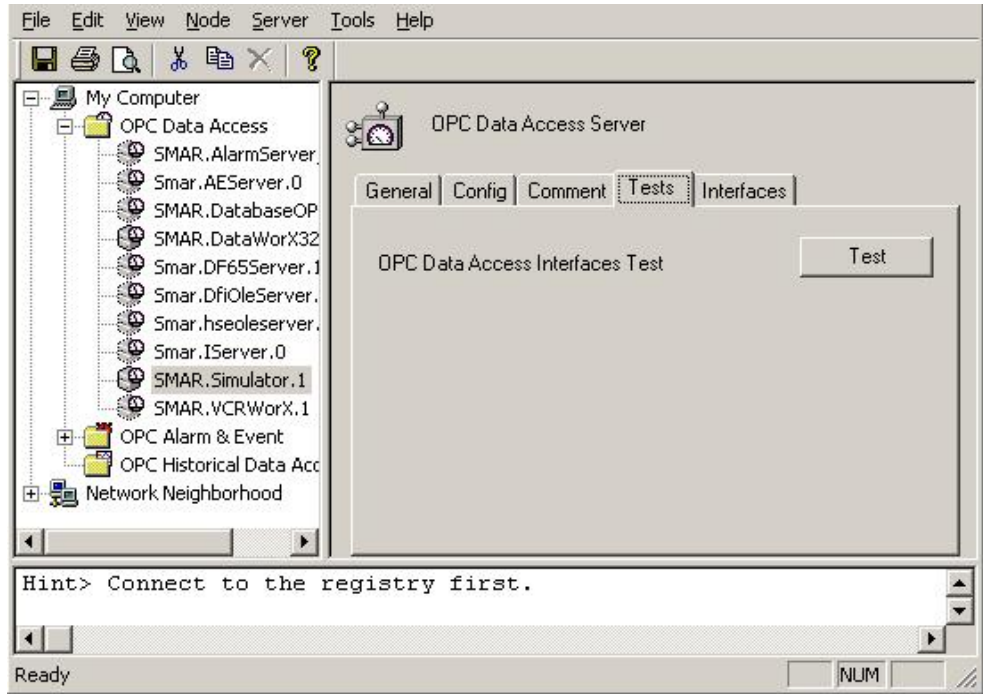 File Edit View Node Server Tools Help
My Computer
OPC Data Access
SMAR.AlarmServer_
Smar.AEServer.0
SMAR.DatabaseOP
SMAR.DataWorX32
Smar.DF65Server.1
Smar.DfiOleServer.
Smar.hseoleserver.
Smar.IServer.0
SMAR.Simulator.1
SMAR.VCRWorX.1
OPC Alarm & Event
OPC Historical Data Acc
Network Neighborhood
OPC Data Access Server
General Config Comment Tests Interfaces
OPC Data Access Interfaces Test
Test
Hint> Connect to the registry first.
Ready
NUM